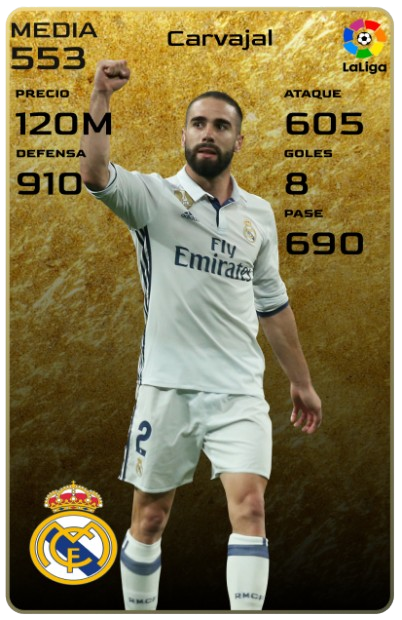 MEDIA
553
Carvajal
LaLiga
PRECIO
120M
DEFENSA
910
ATAQUE
605
GOLES
8
PASE
690
Fly
Emirates
2
RMCF
RMCF